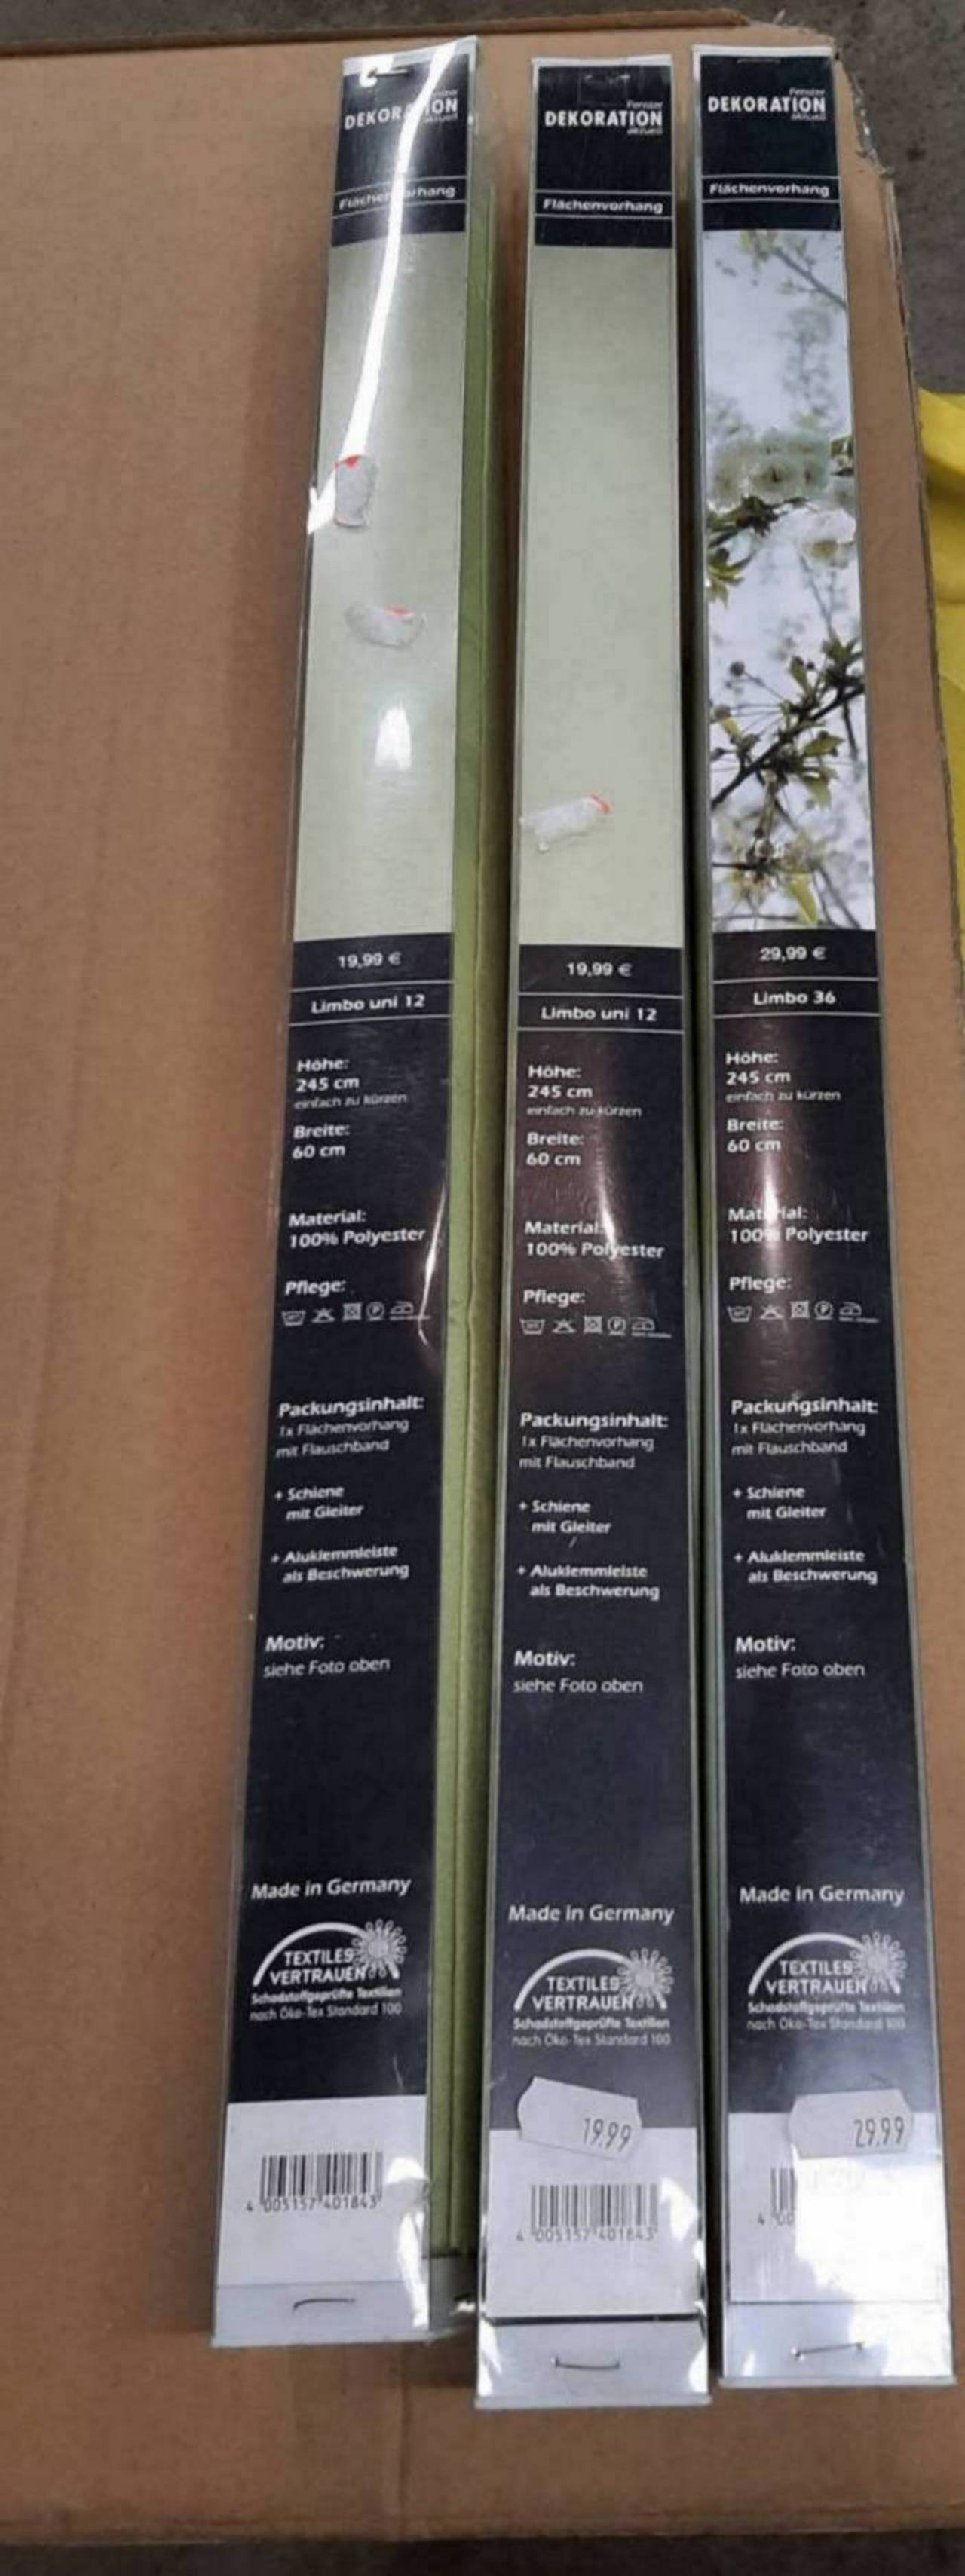 Fenster
DEKORATION
aktuell
Flächenvorhang
19,99 €
Limbo uni 12
Höhe:
245 cm
einfach zu kürzen
Breite:
60 cm
Material:
100% Polyester
Pflege:
Packungsinhalt:
1x Flächenvorhang
mit Flauschband
+ Schiene
mit Gleiter
+ Aluklemmleiste
als Beschwerung
Motiv:
siehe Foto oben
Made in Germany
TEXTILES
VERTRAUEN
Schadstoffgeprüfte Textilien
nach Öko-Tex Standard 100
4 005157 401843
Fenster
DEKORATION
aktuell
Flächenvorhang
19,99 €
Limbo uni 12
Höhe:
245 cm
einfach zu kürzen
Breite:
60 cm
Material:
100% Polyester
Pflege:
Packungsinhalt:
1x Flächenvorhang
mit Flauschband
+ Schiene
mit Gleiter
+ Aluklemmleiste
als Beschwerung
Motiv:
siehe Foto oben
Made in Germany
TEXTILES
VERTRAUEN
Schadstoffgeprüfte Textilien
nach Öko-Tex Standard 100
19.99
4 005157 401843
Fenster
DEKORATION
aktuell
Flächenvorhang
29,99 €
Limbo 36
Höhe:
245 cm
einfach zu kürzen
Breite:
60 cm
Material:
100% Polyester
Pflege:
Packungsinhalt:
1x Flächenvorhang
mit Flauschband
+ Schiene
mit Gleiter
+ Aluklemmleiste
als Beschwerung
Motiv:
siehe Foto oben
Made in Germany
TEXTILES
VERTRAUEN
Schadstoffgeprüfte Textilien
nach Öko-Tex Standard 100
29.99
4 00